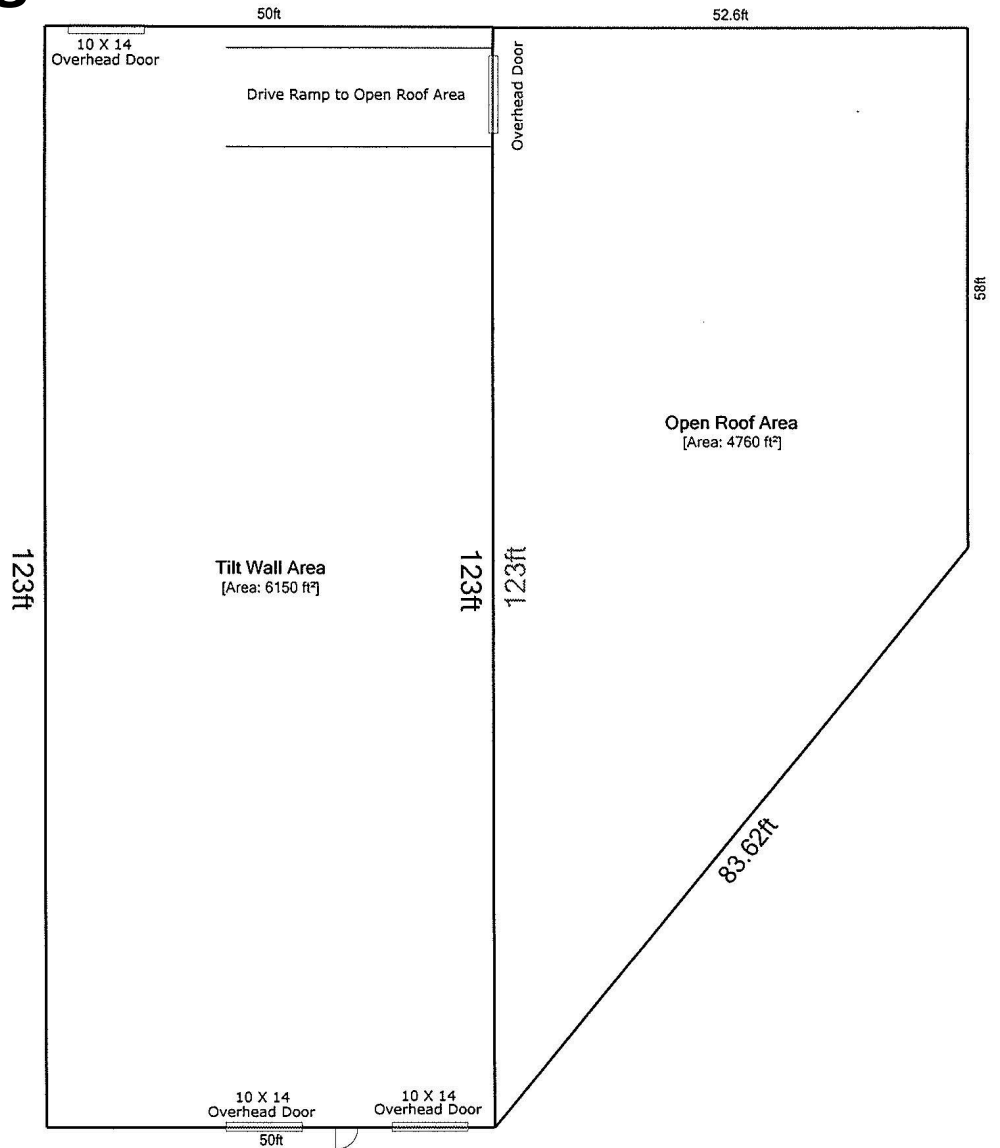 50ft
52.6ft
10 X 14
Overhead Door
Drive Ramp to Open Roof Area
Overhead Door
58ft
Open Roof Area
[Area: 4760 ft²]
Tilt Wall Area
[Area: 6150 ft²]
123ft
123ft
123ft
83.62ft
10 X 14
Overhead Door
10 X 14
Overhead Door
50ft